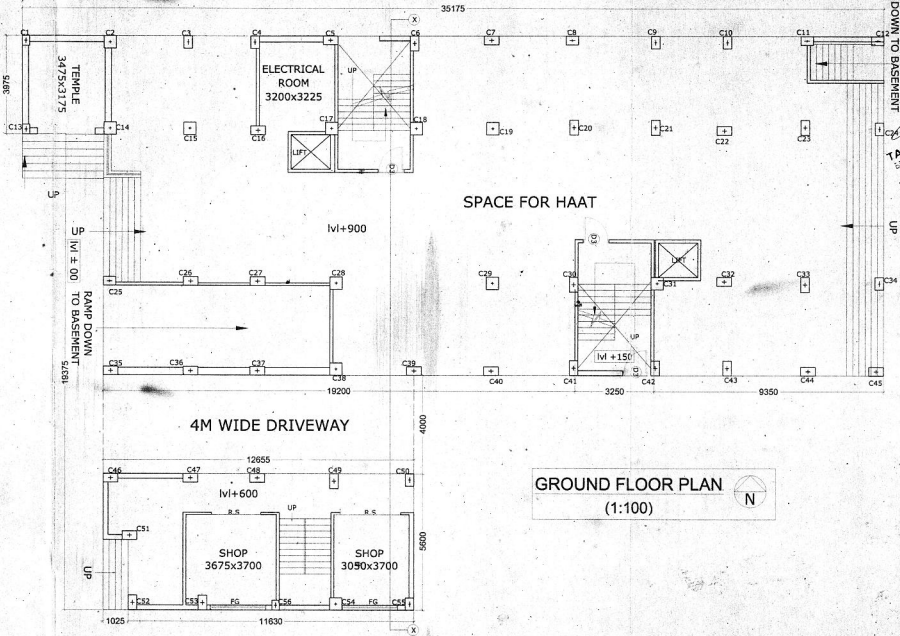 35175
X
C1
C2
C3
C4
C5
C6
C7
C8
C9
C10
C11
C12
DOWN TO BASEMENT
3975
TEMPLE
3475x3175
ELECTRICAL
ROOM
3200x3225
UP
C13
C14
C15
C16
C17
C18
C19
C20
C21
C22
C23
C24
LIFT
D3
UP
SPACE FOR HAAT
lvl+900
UP
UP
lvl ± 00
D3
LIFT
C25
C26
C27
C28
C29
C30
C31
C32
C33
C34
RAMP DOWN
TO BASEMENT
UP
lvl +150
D3
C35
C36
C37
C38
C39
C40
C41
C42
C43
C44
C45
19200
3250
9350
4M WIDE DRIVEWAY
4000
12655
C46
C47
C48
C49
C50
lvl+600
GROUND FLOOR PLAN
(1:100)
N
R.S
UP
R.S
C51
SHOP
3675x3700
SHOP
3050x3700
5600
UP
C52
C53
FG
C56
C54
FG
C55
1025
11630
X